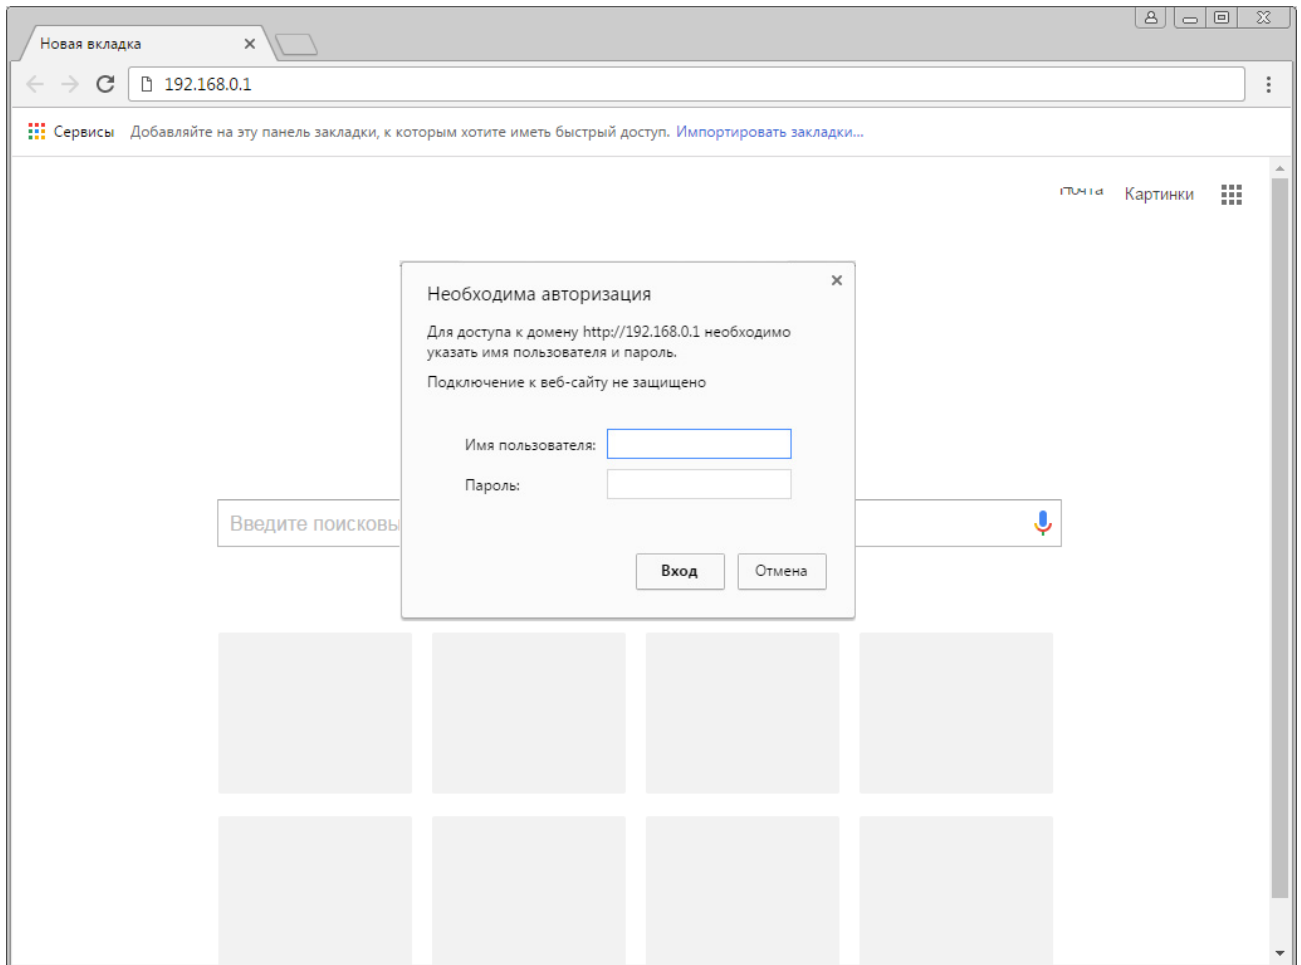 Новая вкладка
192.168.0.1
Сервисы Добавляйте на эту панель закладки, к которым хотите иметь быстрый доступ. Импортировать закладки...
Почта Картинки
Необходима авторизация
Для доступа к домену http://192.168.0.1 необходимо
указать имя пользователя и пароль.
Подключение к веб-сайту не защищено
Имя пользователя:
Пароль:
Введите поисковы
Вход Отмена